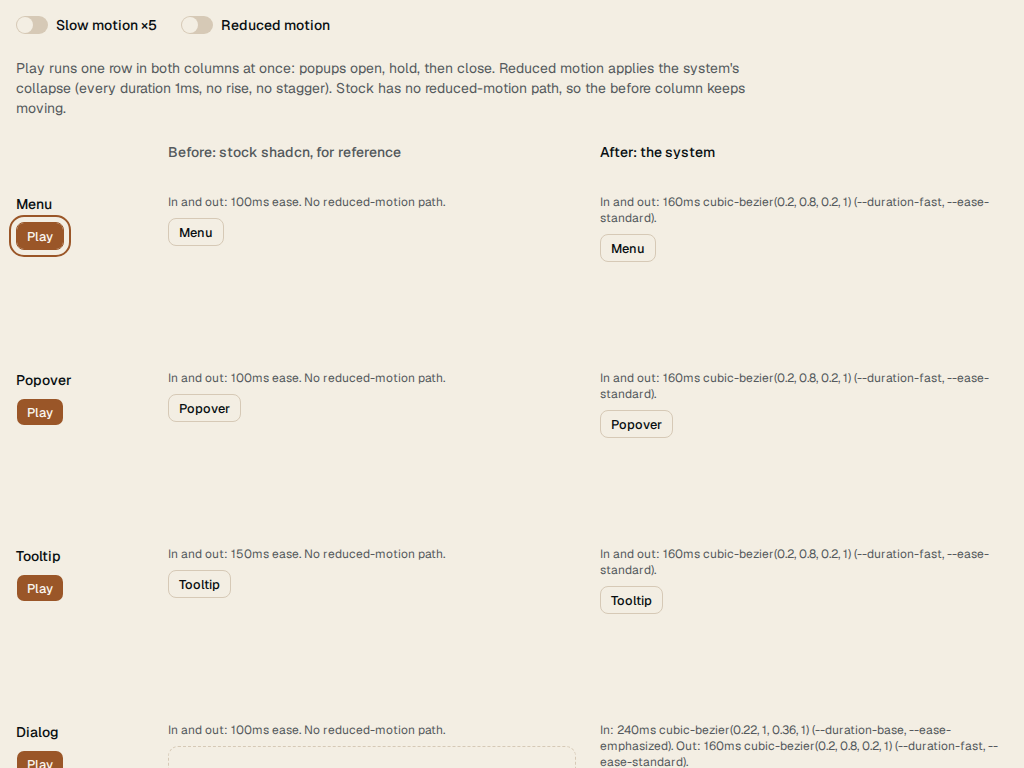 Slow motion ×5
Reduced motion
Play runs one row in both columns at once: popups open, hold, then close. Reduced motion applies the system's
collapse (every duration 1ms, no rise, no stagger). Stock has no reduced-motion path, so the before column keeps
moving.
Before: stock shadcn, for reference
After: the system
Menu
Play
In and out: 100ms ease. No reduced-motion path.
Menu
In and out: 160ms cubic-bezier(0.2, 0.8, 0.2, 1) (--duration-fast, --ease-
standard).
Menu
Popover
Play
In and out: 100ms ease. No reduced-motion path.
Popover
In and out: 160ms cubic-bezier(0.2, 0.8, 0.2, 1) (--duration-fast, --ease-
standard).
Popover
Tooltip
Play
In and out: 150ms ease. No reduced-motion path.
Tooltip
In and out: 160ms cubic-bezier(0.2, 0.8, 0.2, 1) (--duration-fast, --ease-
standard).
Tooltip
Dialog
Play
In and out: 100ms ease. No reduced-motion path.
In: 240ms cubic-bezier(0.22, 1, 0.36, 1) (--duration-base, --ease-
emphasized). Out: 160ms cubic-bezier(0.2, 0.8, 0.2, 1) (--duration-fast, --
ease-standard).